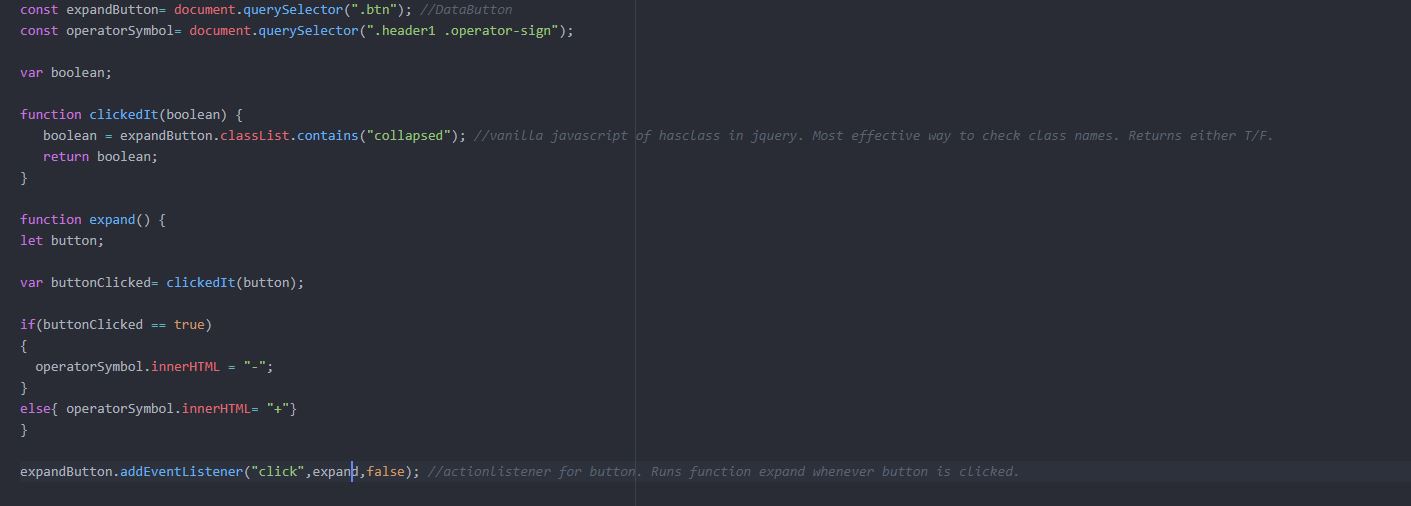 const expandButton= document.querySelector(".btn"); //DataButton
const operatorSymbol= document.querySelector(".header1 .operator-sign");
var boolean;
function clickedIt(boolean) {
boolean = expandButton.classList.contains("collapsed"); //vanilla javascript of hasclass in jquery. Most effective way to check class names. Returns either T/F.
return boolean;
}
function expand() {
let button;
var buttonClicked= clickedIt(button);
if(buttonClicked == true)
{
operatorSymbol.innerHTML = "-";
}
else{ operatorSymbol.innerHTML= "+"}
}
expandButton.addEventListener("click",expand,false); //actionlistener for button. Runs function expand whenever button is clicked.